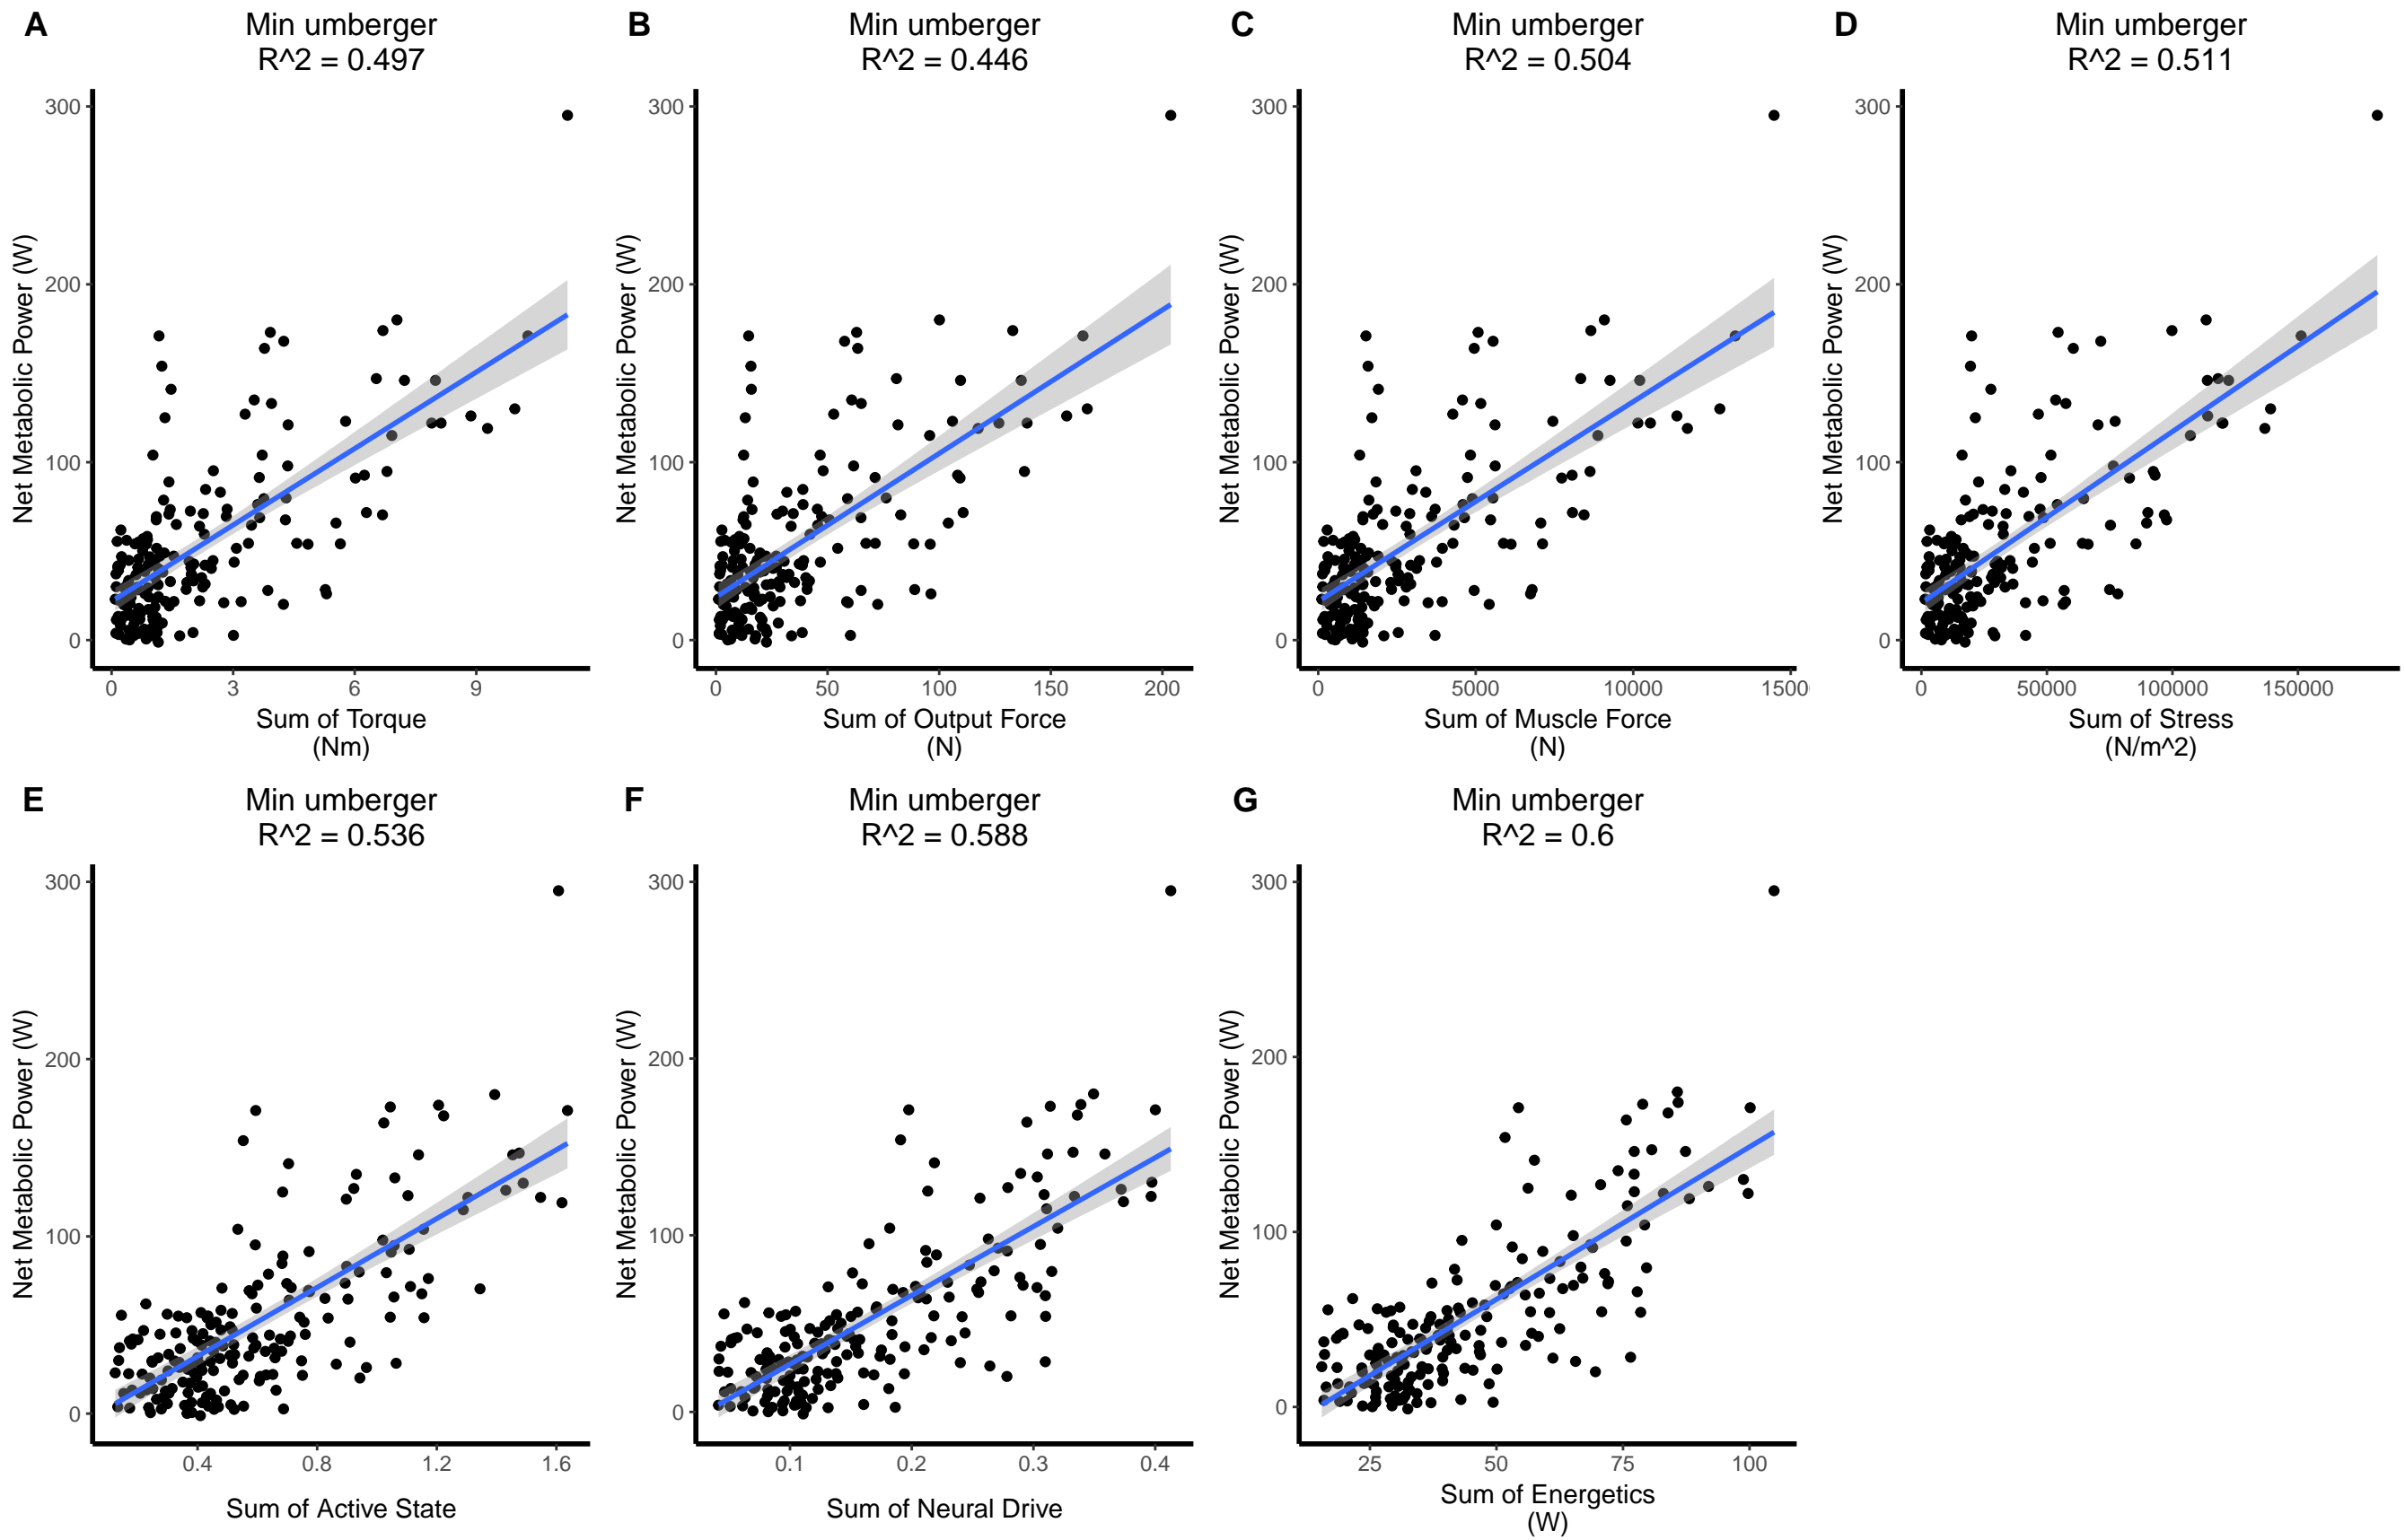 A
Min umberger
R^2 = 0.497
Net Metabolic Power (W)
300
200
100
0
0 3 6 9
Sum of Torque
(Nm)
B
Min umberger
R^2 = 0.446
Net Metabolic Power (W)
300
200
100
0
0 50 100 150 200
Sum of Output Force
(N)
C
Min umberger
R^2 = 0.504
Net Metabolic Power (W)
300
200
100
0
0 5000 10000 1500
Sum of Muscle Force
(N)
D
Min umberger
R^2 = 0.511
Net Metabolic Power (W)
300
200
100
0
0 50000 100000 150000
Sum of Stress
(N/m^2)
E
Min umberger
R^2 = 0.536
Net Metabolic Power (W)
300
200
100
0
0.4 0.8 1.2 1.6
Sum of Active State
F
Min umberger
R^2 = 0.588
Net Metabolic Power (W)
300
200
100
0
0.1 0.2 0.3 0.4
Sum of Neural Drive
G
Min umberger
R^2 = 0.6
Net Metabolic Power (W)
300
200
100
0
25 50 75 100
Sum of Energetics
(W)